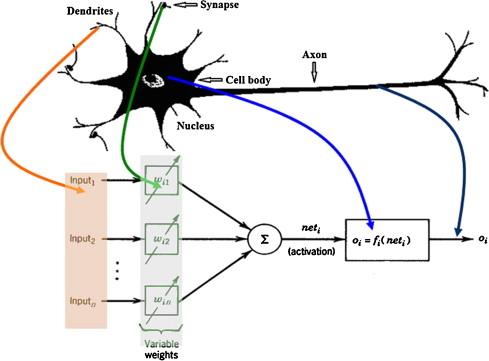 Dendrites
Synapse
Axon
Cell body
Nucleus
Input1
wi1
Input2
wi2
Σ
neti
(activation)
oi = fi(neti)
oi
Inputn
win
Variable
weights